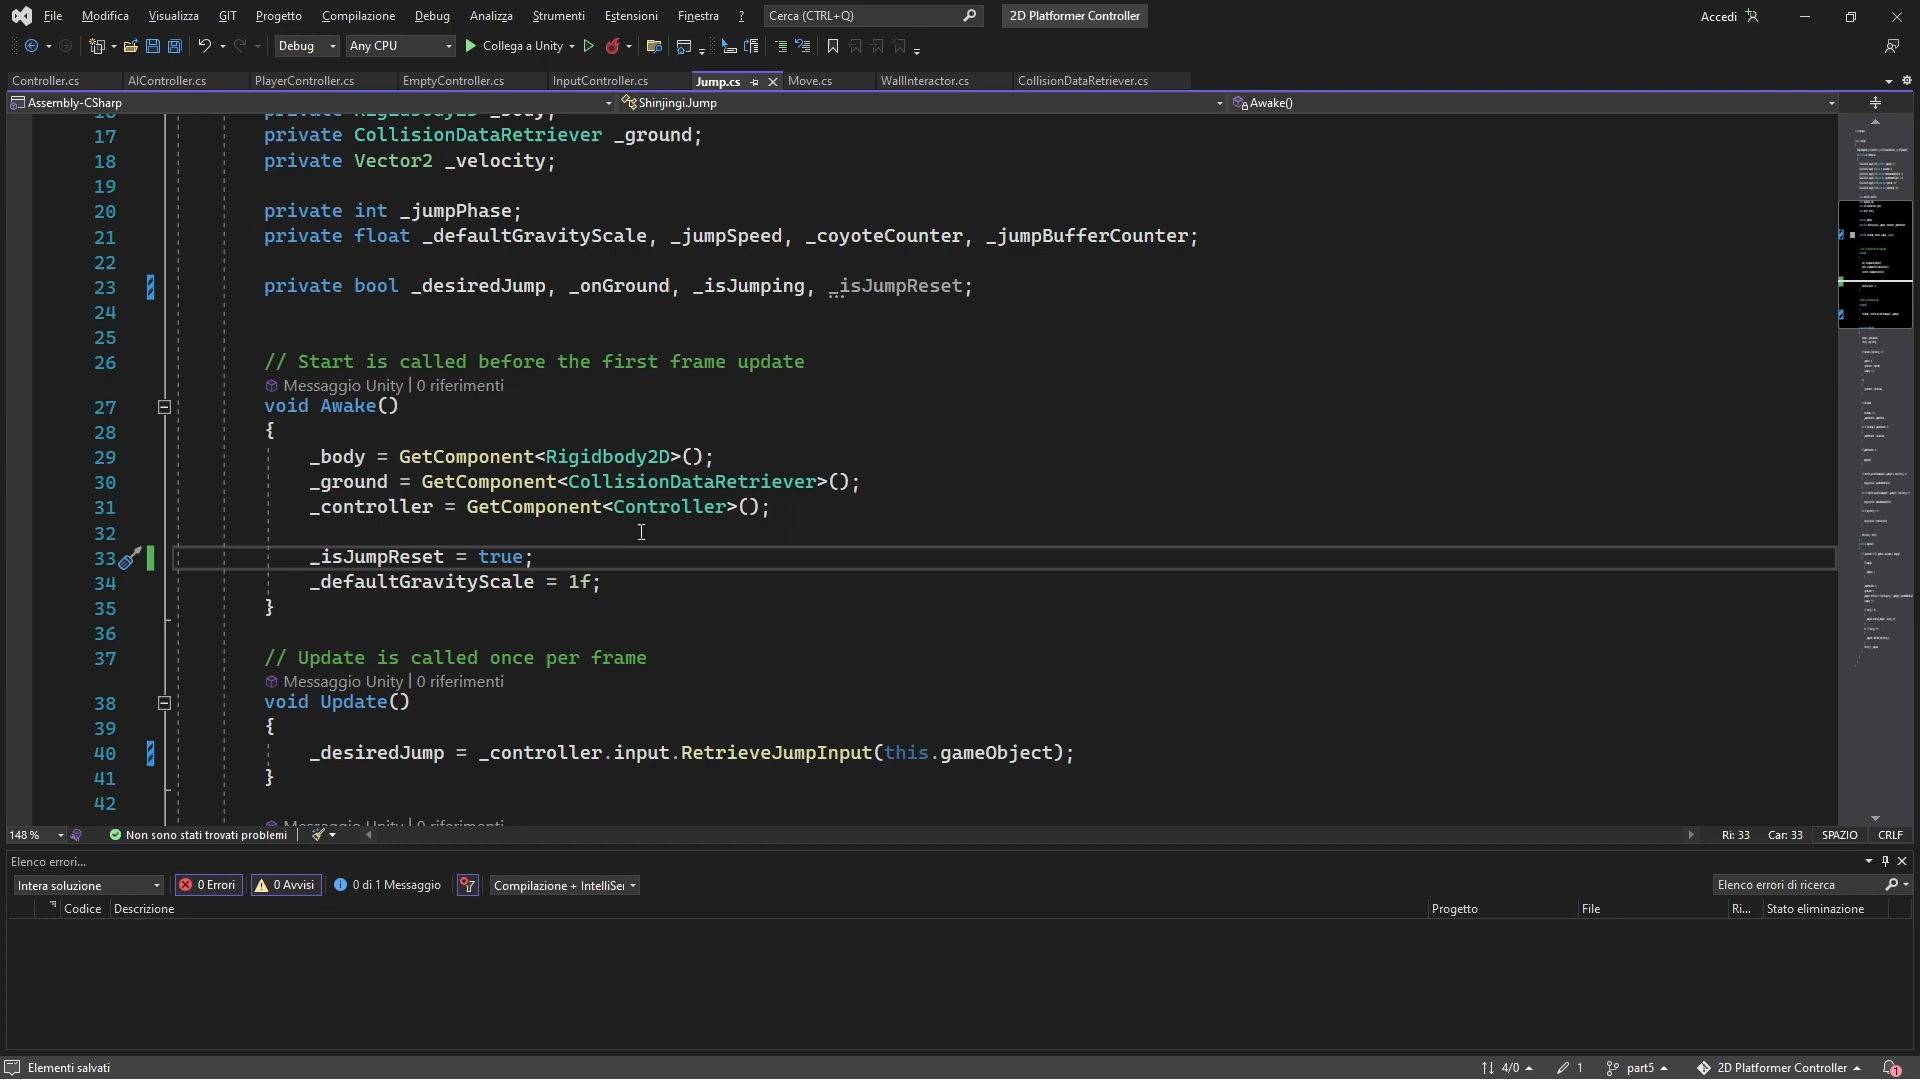 File Modifica Visualizza GIT Progetto Compilazione Debug Analizza Strumenti Estensioni Finestra ? Cerca (CTRL+Q) 2D Platformer Controller Accedi
Debug Any CPU Collega a Unity
Controller.cs AIController.cs PlayerController.cs EmptyController.cs InputController.cs Jump.cs Move.cs WallInteractor.cs CollisionDataRetriever.cs
Assembly-CSharp ShinjingiJump Awake()
16 private Rigidbody2D _body;
17 private CollisionDataRetriever _ground;
18 private Vector2 _velocity;
19
20 private int _jumpPhase;
21 private float _defaultGravityScale, _jumpSpeed, _coyoteCounter, _jumpBufferCounter;
22
23 private bool _desiredJump, _onGround, _isJumping, _isJumpReset;
24
25
26 // Start is called before the first frame update
Messaggio Unity | 0 riferimenti
27 void Awake()
28 {
29 _body = GetComponent<Rigidbody2D>();
30 _ground = GetComponent<CollisionDataRetriever>();
31 _controller = GetComponent<Controller>();
32
33 _isJumpReset = true;
34 _defaultGravityScale = 1f;
35 }
36
37 // Update is called once per frame
Messaggio Unity | 0 riferimenti
38 void Update()
39 {
40 _desiredJump = _controller.input.RetrieveJumpInput(this.gameObject);
41 }
42
Messaggio Unity | 0 riferimenti
148 % Non sono stati trovati problemi Ri: 33 Car: 33 SPAZIO CRLF
Elenco errori...
Intera soluzione 0 Errori 0 Avvisi 0 di 1 Messaggio Compilazione + IntelliSe Elenco errori di ricerca
Codice Descrizione Progetto File Ri... Stato eliminazione
Elementi salvati 4/0 1 part5 2D Platformer Controller 1